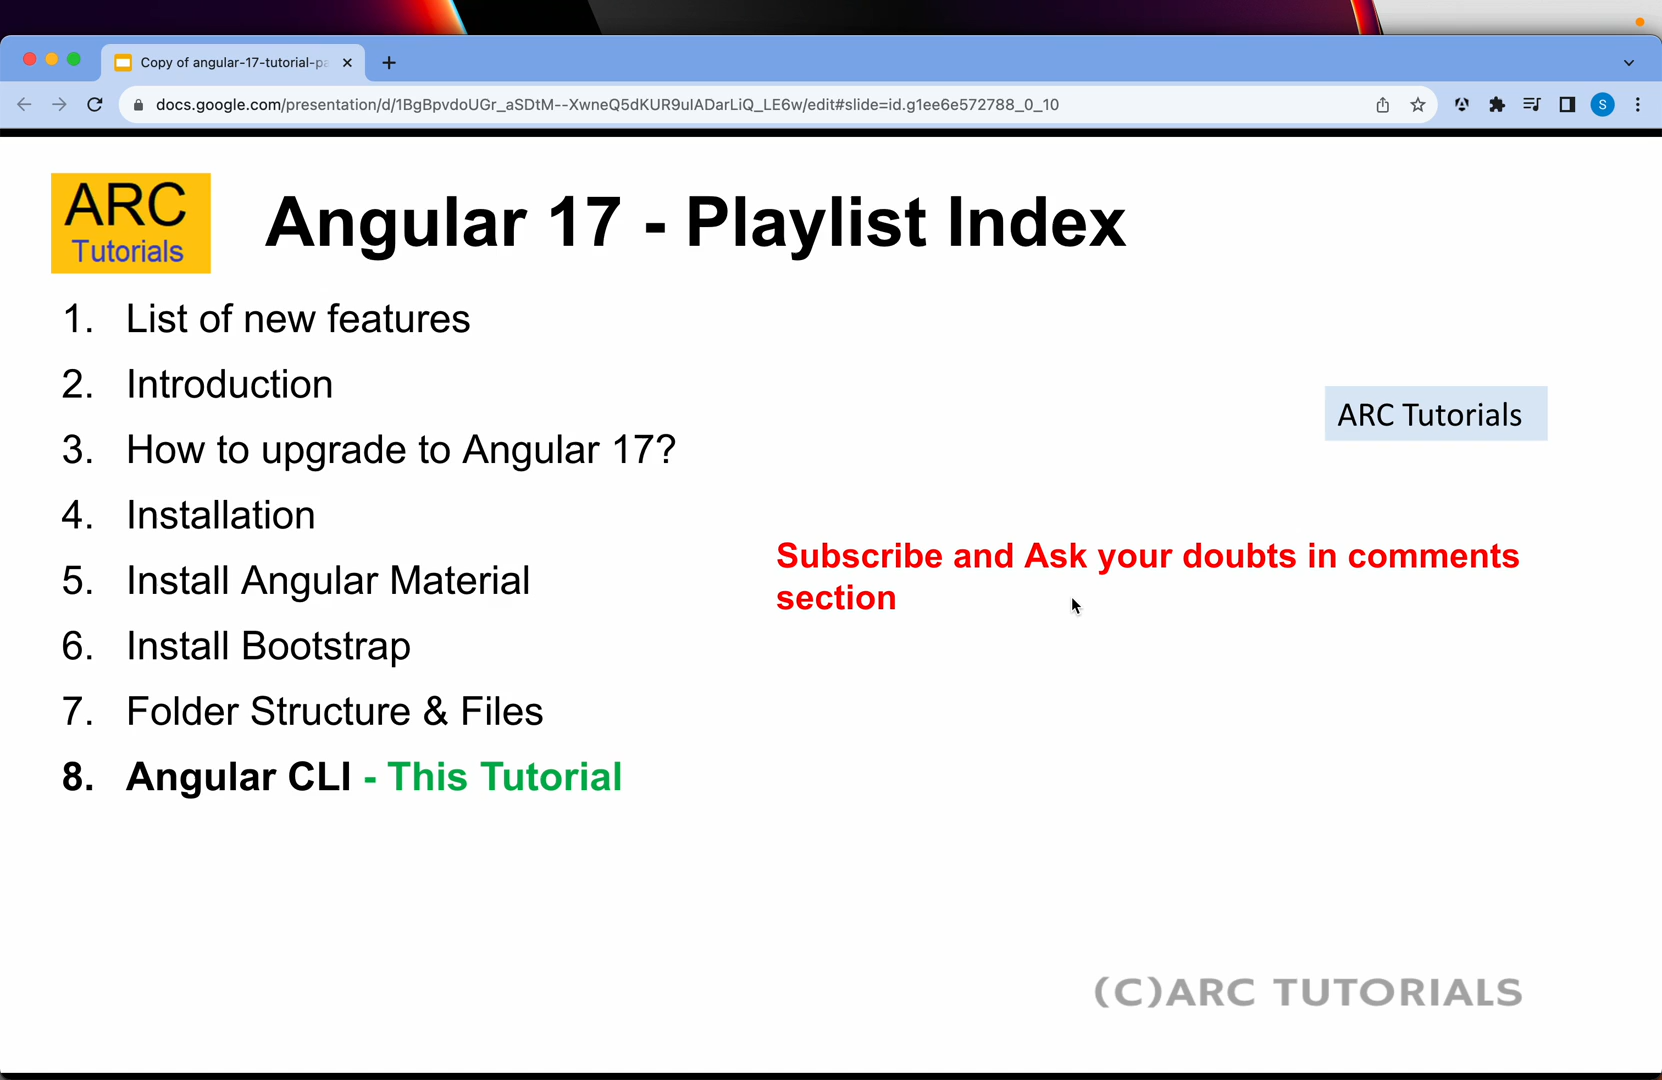 Copy of angular-17-tutorial-pa
docs.google.com/presentation/d/1BgBpvdoUGr_aSDtM--XwneQ5dKUR9ulADarLiQ_LE6w/edit#slide=id.g1ee6e572788_0_10
S
ARC
Tutorials
Angular 17 - Playlist Index
1. List of new features
2. Introduction
3. How to upgrade to Angular 17?
4. Installation
5. Install Angular Material
6. Install Bootstrap
7. Folder Structure & Files
8. Angular CLI - This Tutorial
ARC Tutorials
Subscribe and Ask your doubts in comments
section
(C)ARC TUTORIALS